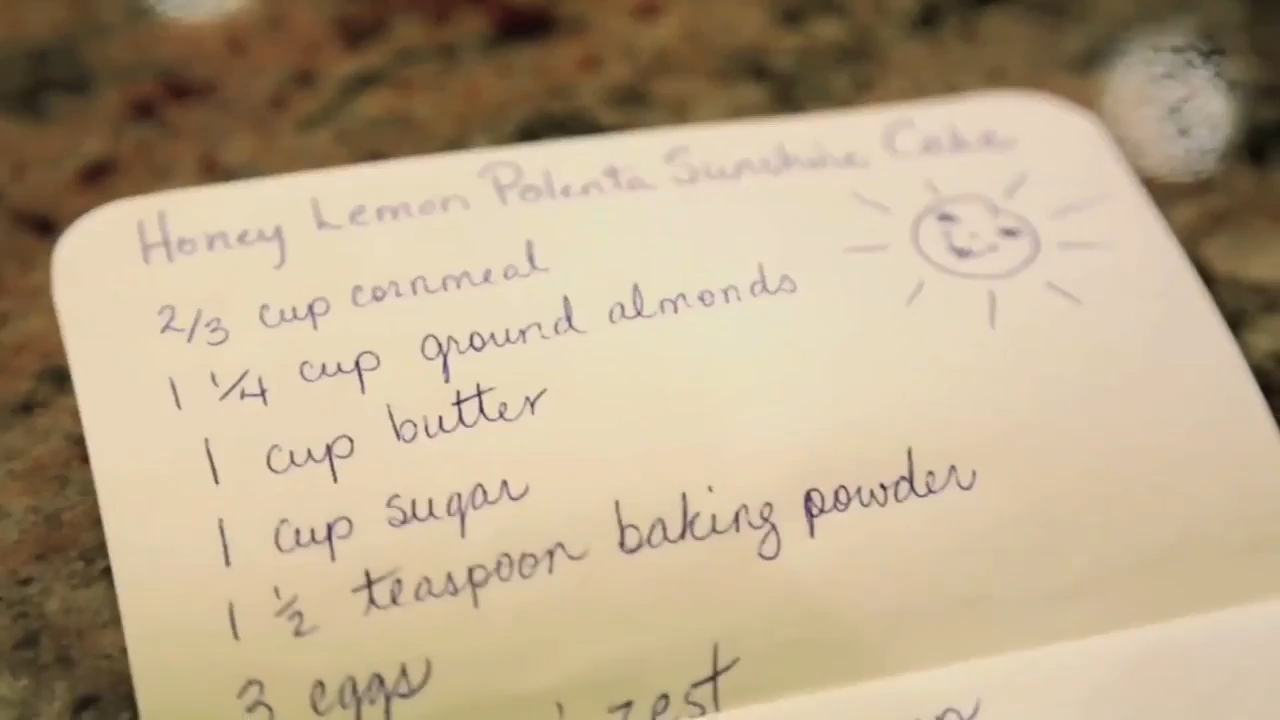 Honey Lemon Polenta Sunshine Cake
2/3 cup cornmeal
1 1/4 cup ground almonds
1 cup butter
1 cup sugar
1 1/2 teaspoon baking powder
3 eggs
zest